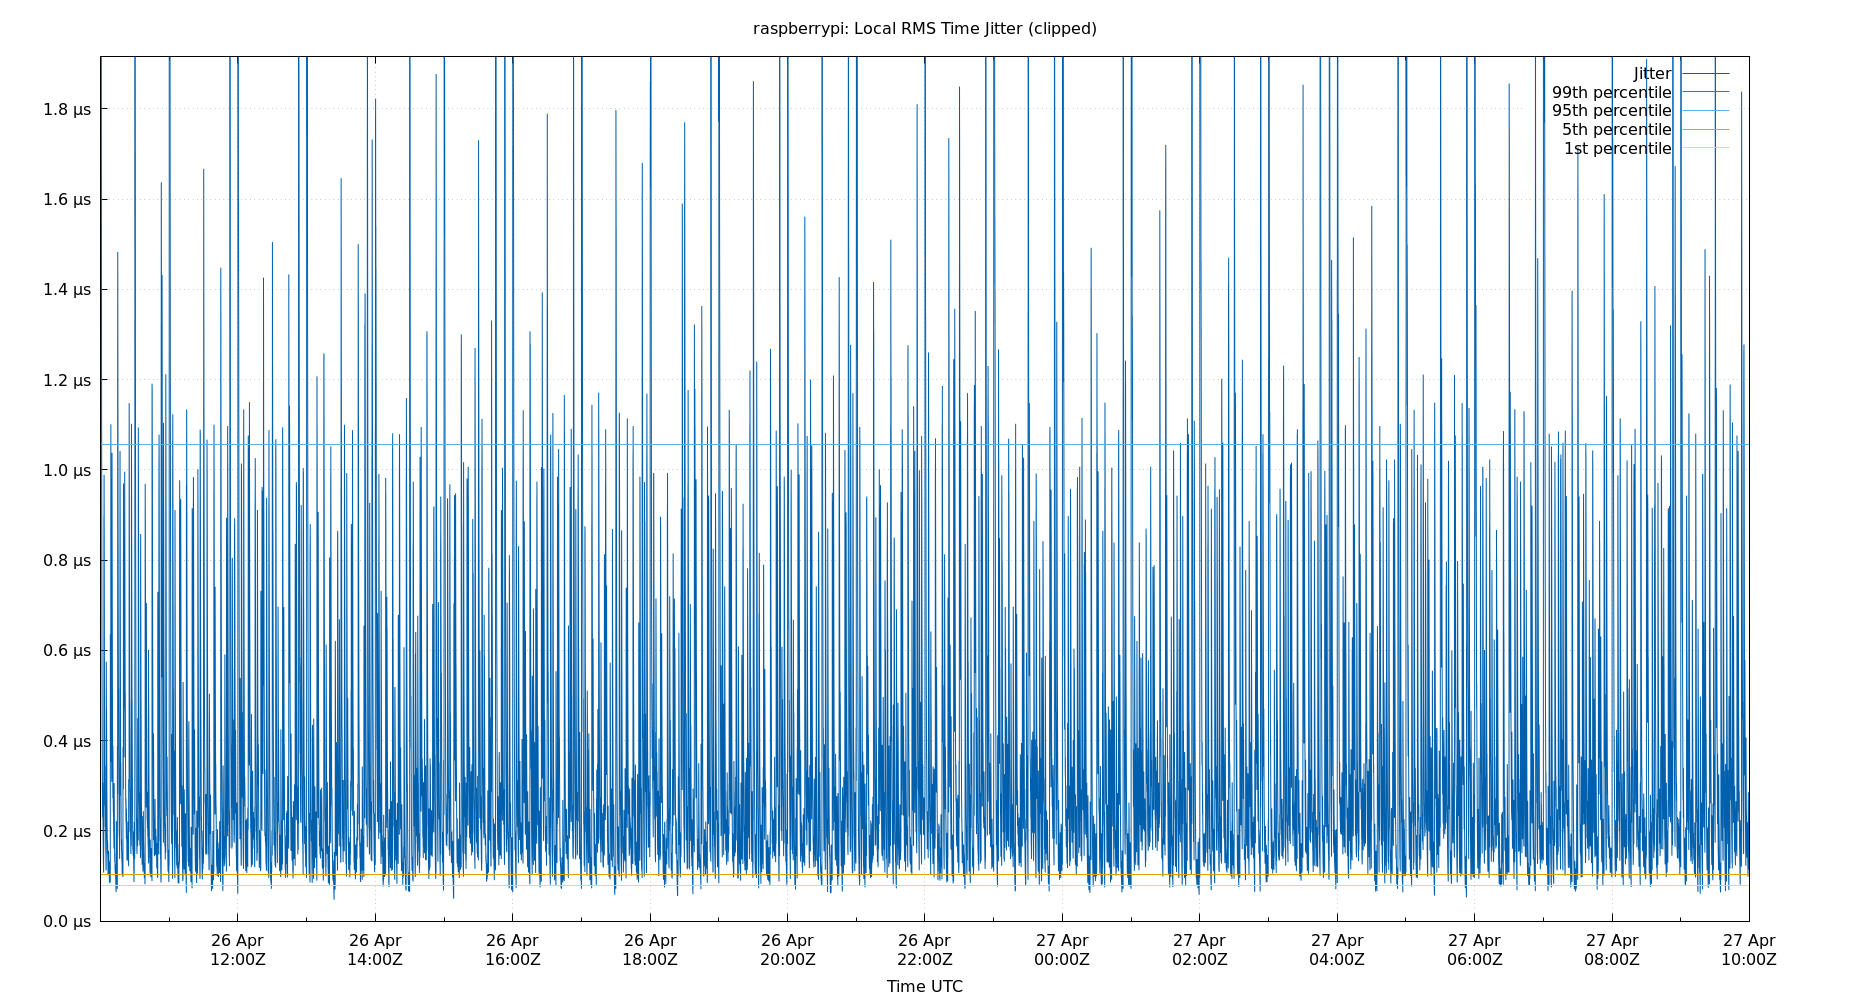 raspberrypi: Local RMS Time Jitter (clipped)
Jitter
99th percentile
95th percentile
5th percentile
1st percentile
1.8 µs
1.6 µs
1.4 µs
1.2 µs
1.0 µs
0.8 µs
0.6 µs
0.4 µs
0.2 µs
0.0 µs
26 Apr 26 Apr 26 Apr 26 Apr 26 Apr 26 Apr 27 Apr 27 Apr 27 Apr 27 Apr 27 Apr 27 Apr
12:00Z 14:00Z 16:00Z 18:00Z 20:00Z 22:00Z 00:00Z 02:00Z 04:00Z 06:00Z 08:00Z 10:00Z
Time UTC